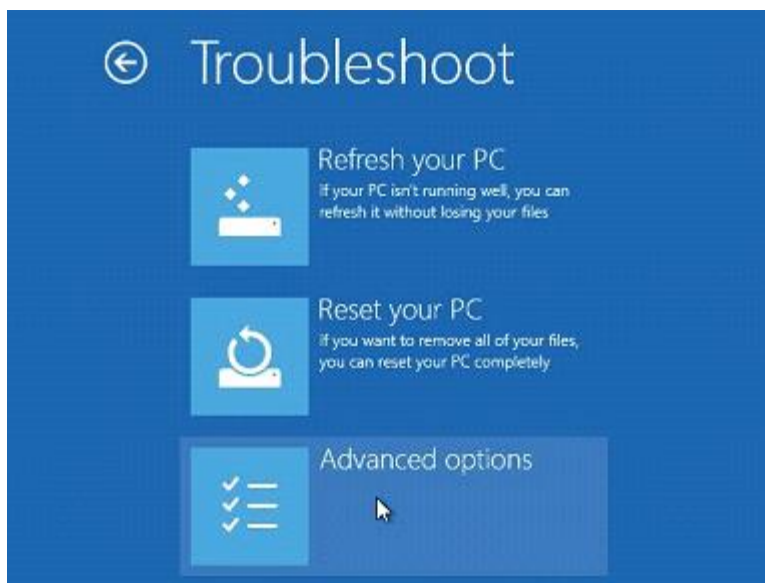 Troubleshoot
Refresh your PC
If your PC isn't running well, you can
refresh it without losing your files
Reset your PC
If you want to remove all of your files,
you can reset your PC completely
Advanced options